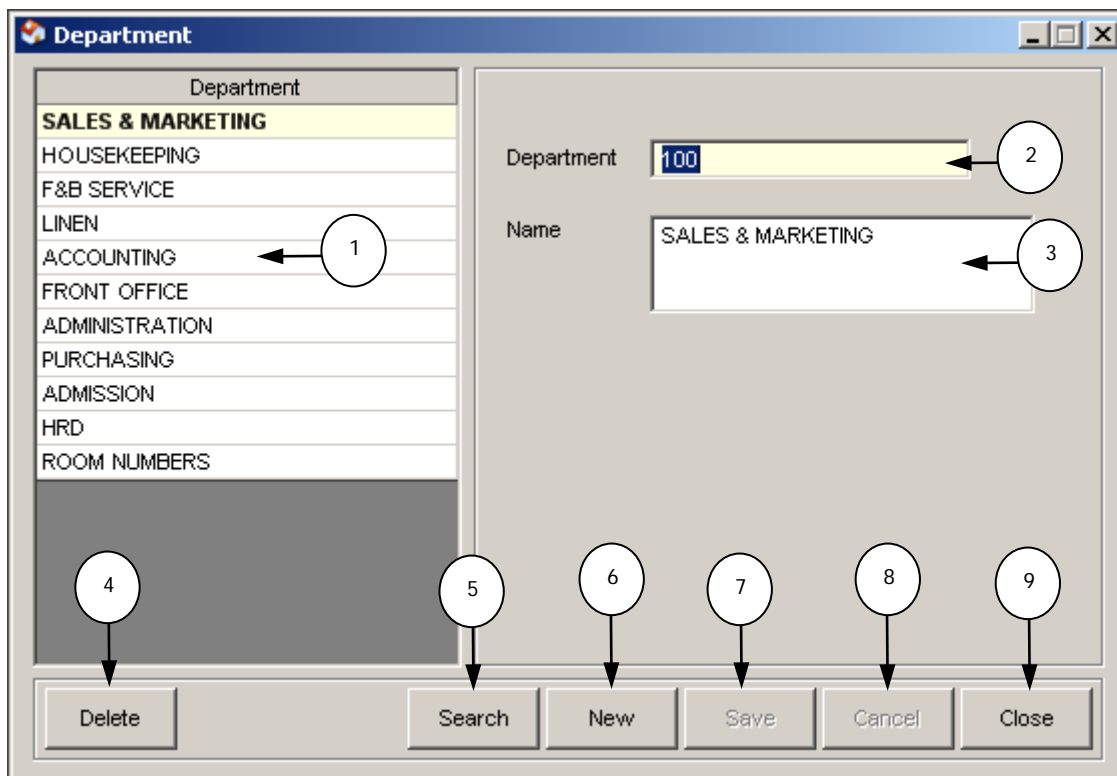 Department
Department
SALES & MARKETING
HOUSEKEEPING
F&B SERVICE
LINEN
ACCOUNTING
FRONT OFFICE
ADMINISTRATION
PURCHASING
ADMISSION
HRD
ROOM NUMBERS
1
Department 100
2
Name SALES & MARKETING
3
4 5 6 7 8 9
Delete Search New Save Cancel Close